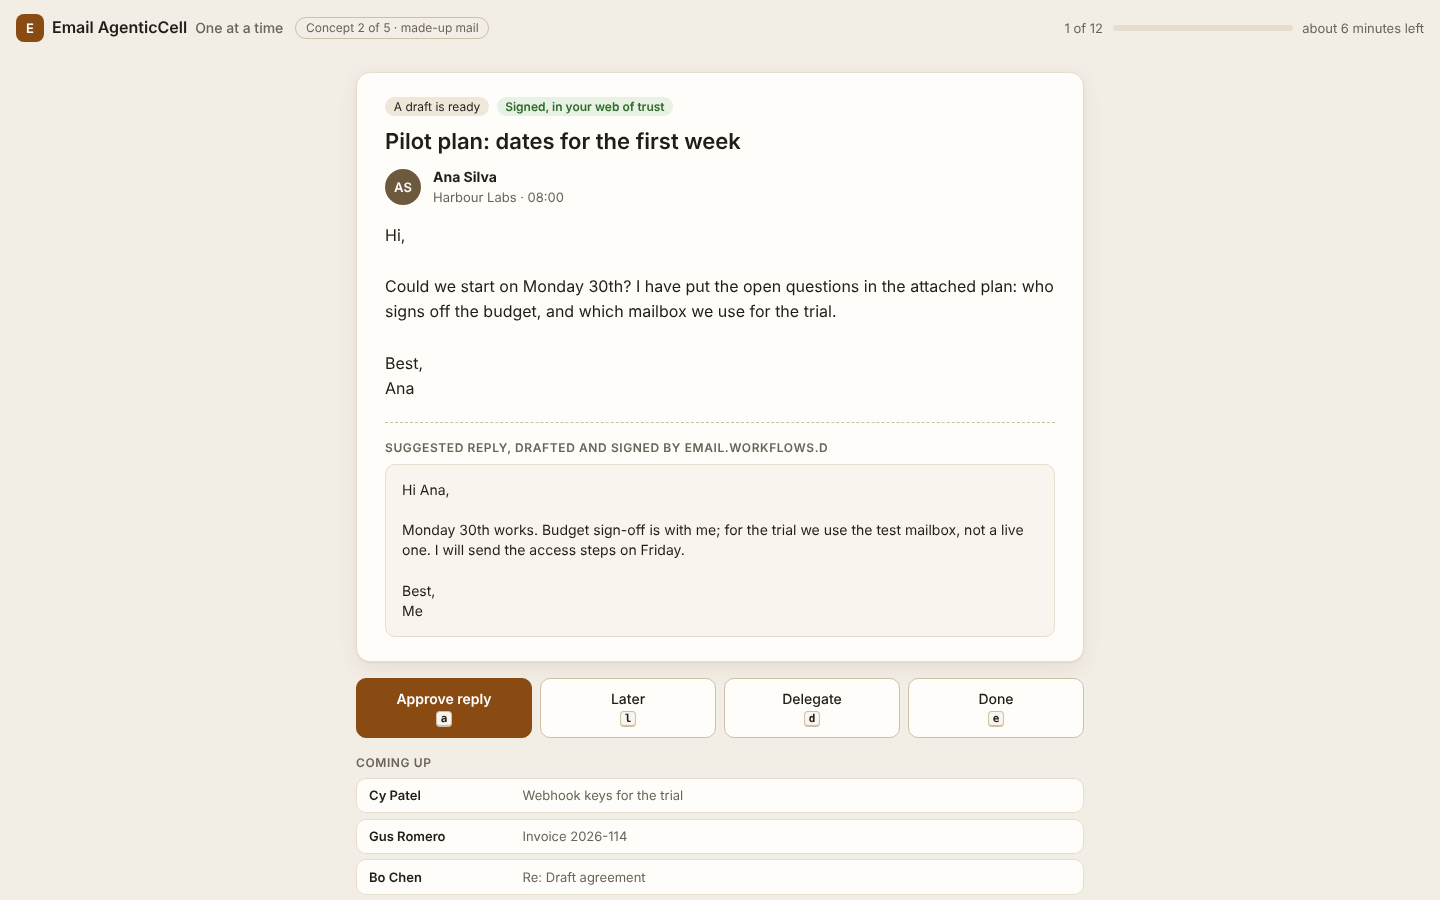 E Email AgenticCell One at a time Concept 2 of 5 · made-up mail 1 of 12 about 6 minutes left
A draft is ready Signed, in your web of trust
Pilot plan: dates for the first week
AS Ana Silva
Harbour Labs · 08:00
Hi,
Could we start on Monday 30th? I have put the open questions in the attached plan: who
signs off the budget, and which mailbox we use for the trial.
Best,
Ana
SUGGESTED REPLY, DRAFTED AND SIGNED BY EMAIL.WORKFLOWS.D
Hi Ana,
Monday 30th works. Budget sign-off is with me; for the trial we use the test mailbox, not a live
one. I will send the access steps on Friday.
Best,
Me
Approve reply Later Delegate Done
a l d e
COMING UP
Cy Patel Webhook keys for the trial
Gus Romero Invoice 2026-114
Bo Chen Re: Draft agreement